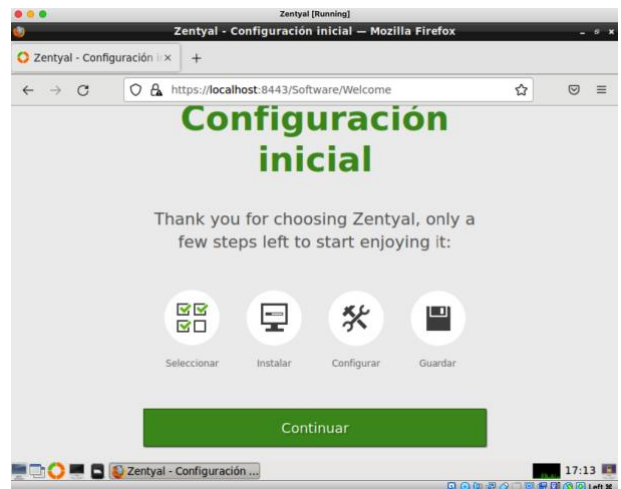 Zentyal [Running]
Zentyal - Configuración inicial — Mozilla Firefox
Zentyal - Configuración in
https://localhost:8443/Software/Welcome
Configuración
inicial
Thank you for choosing Zentyal, only a
few steps left to start enjoying it:
Seleccionar Instalar Configurar Guardar
Continuar
Zentyal - Configuración ... 17:13
Left ⌘